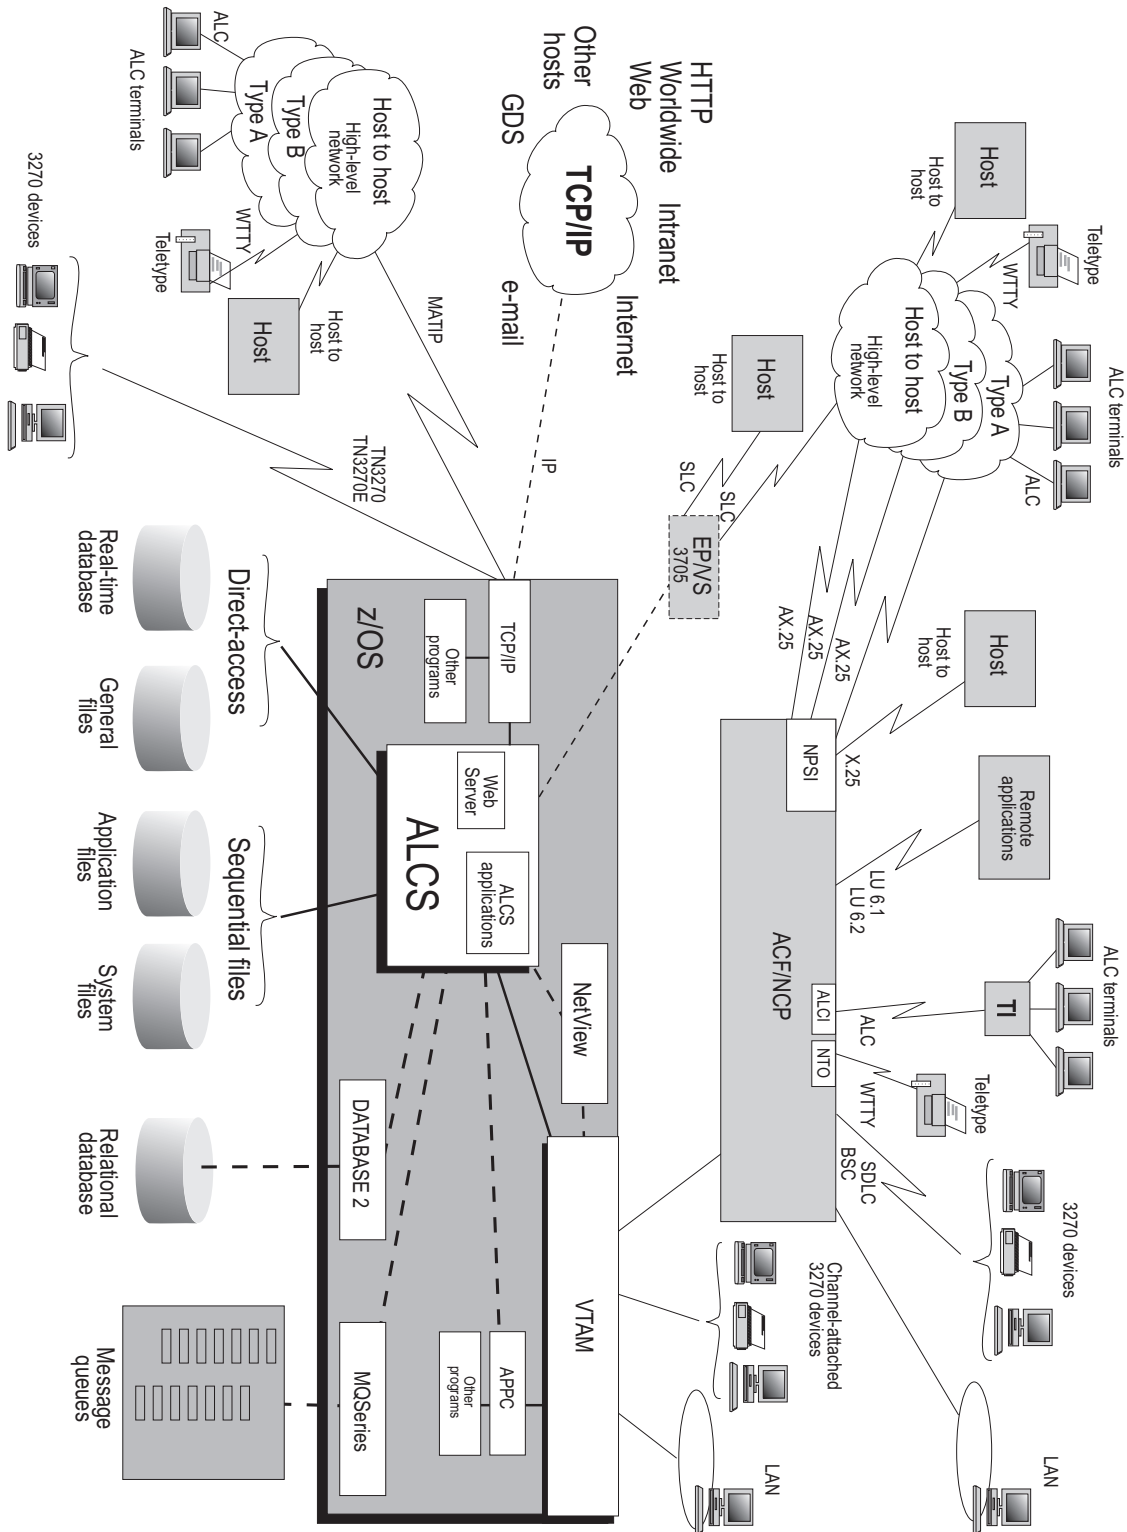 Teletype
ALC terminals
ALC terminals
3270 devices
LAN
Host
WTTY
ALC
Host
Remote
applications
TI
Teletype
Host to
host
Type A
Type B
Host to host
High-level
network
Host to
host
X.25
LU 6.1
LU 6.2
ALC
WTTY
SDLC
BSC
AX.25
AX.25
AX.25
NPSI
ACF/NCP
ALCI
NTO
Channel-attached
3270 devices
LAN
Host
Host to
host
SLC
SLC
EP/VS
3705
HTTP
Worldwide
Web
Intranet
Internet
Other
hosts
TCP/IP
GDS
e-mail
IP
VTAM
NetView
TCP/IP
Other
programs
Web
Server
ALCS
applications
ALCS
APPC
Other
programs
z/OS
DATABASE 2
MQSeries
MATIP
TN3270
TN3270E
Host to host
High-level
network
Type B
Type A
Host to
host
Host
WTTY
Teletype
ALC
ALC terminals
3270 devices
Direct-access
Sequential files
Real-time
database
General
files
Application
files
System
files
Relational
database
Message
queues